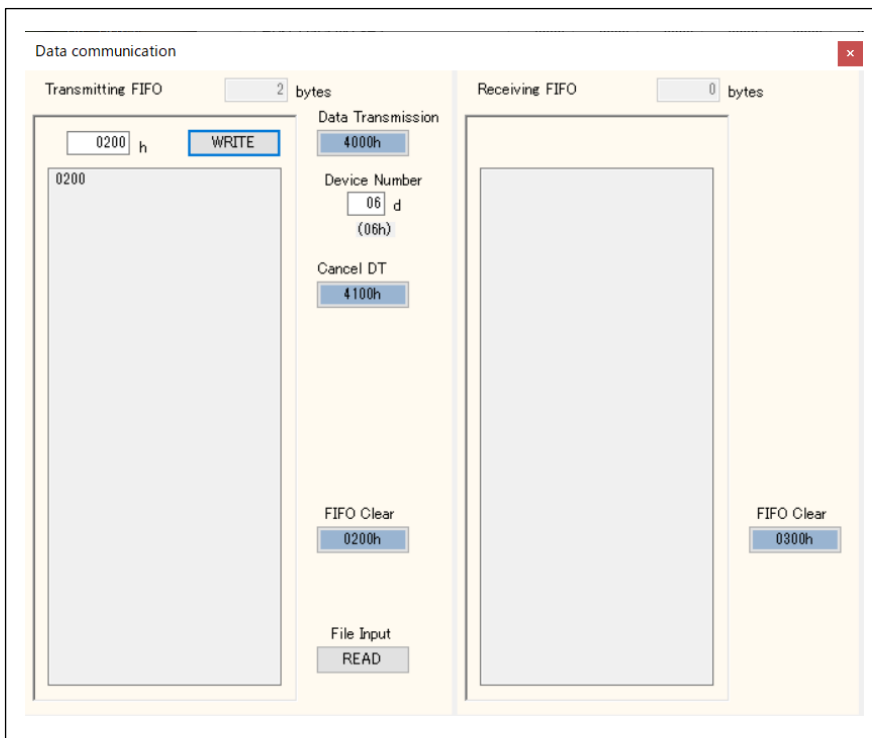 Data communication
×
Transmitting FIFO 2 bytes
Data Transmission
0200 h WRITE 4000h
0200
Device Number
06 d
(06h)
Cancel DT
4100h
FIFO Clear
0200h
File Input
READ
Receiving FIFO 0 bytes
FIFO Clear
0300h